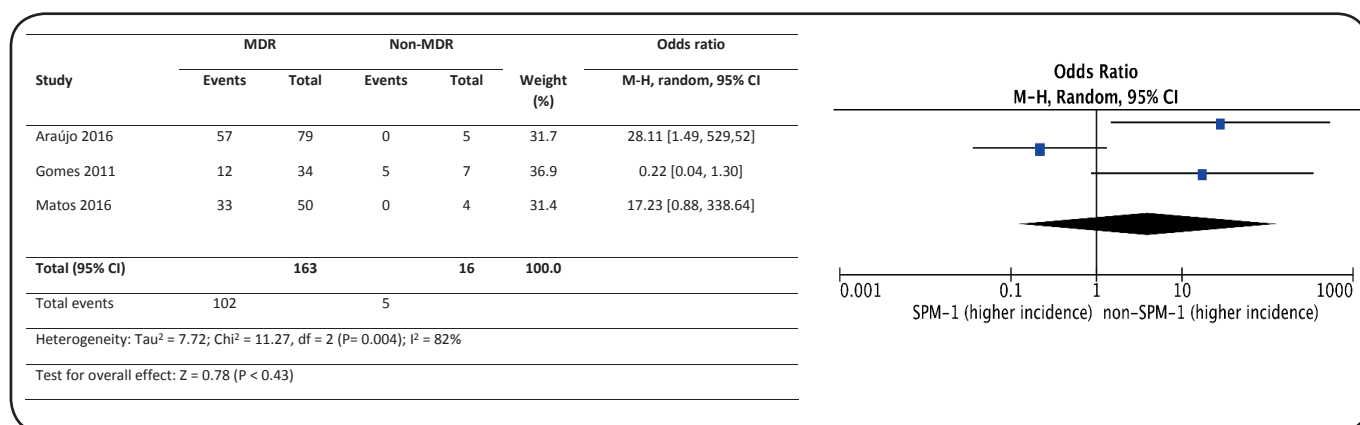 MDR Non-MDR Odds ratio
Study Events Total Events Total Weight (%) M-H, random, 95% CI
Araújo 2016 57 79 0 5 31.7 28.11 [1.49, 529,52]
Gomes 2011 12 34 5 7 36.9 0.22 [0.04, 1.30]
Matos 2016 33 50 0 4 31.4 17.23 [0.88, 338.64]
Total (95% CI) 163 16 100.0
Total events 102 5
Heterogeneity: Tau² = 7.72; Chi² = 11.27, df = 2 (P= 0.004); I² = 82%
Test for overall effect: Z = 0.78 (P < 0.43)
Odds Ratio
M-H, Random, 95% CI
0.001 0.1 1 10 1000
SPM-1 (higher incidence) non-SPM-1 (higher incidence)